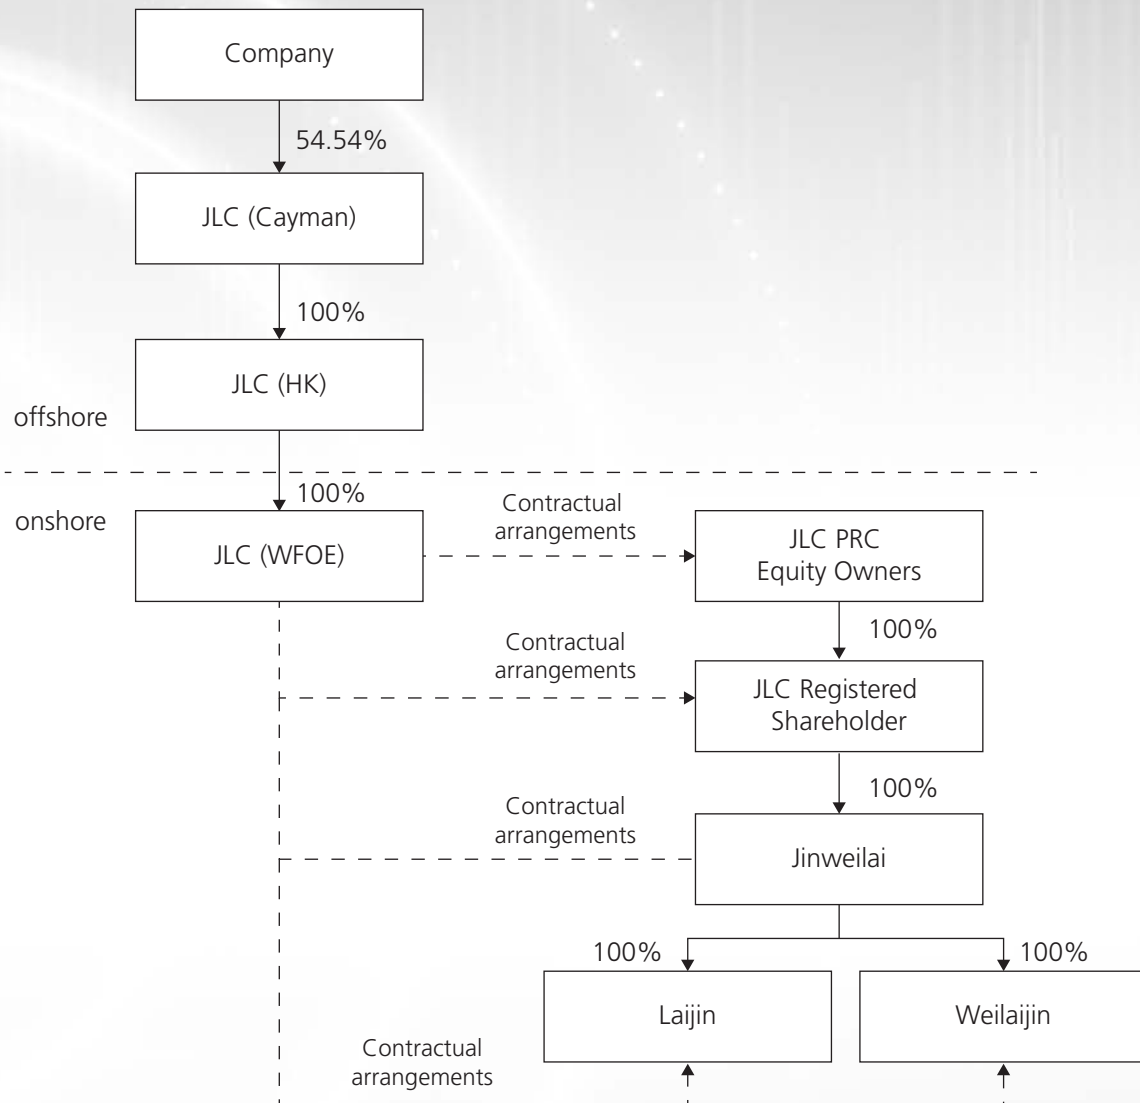 Company
54.54%
JLC (Cayman)
100%
JLC (HK)
offshore
100%
onshore
JLC (WFOE)
Contractual
arrangements
JLC PRC
Equity Owners
100%
Contractual
arrangements
JLC Registered
Shareholder
100%
Contractual
arrangements
Jinweilai
100%
100%
Laijin
Weilaijin
Contractual
arrangements